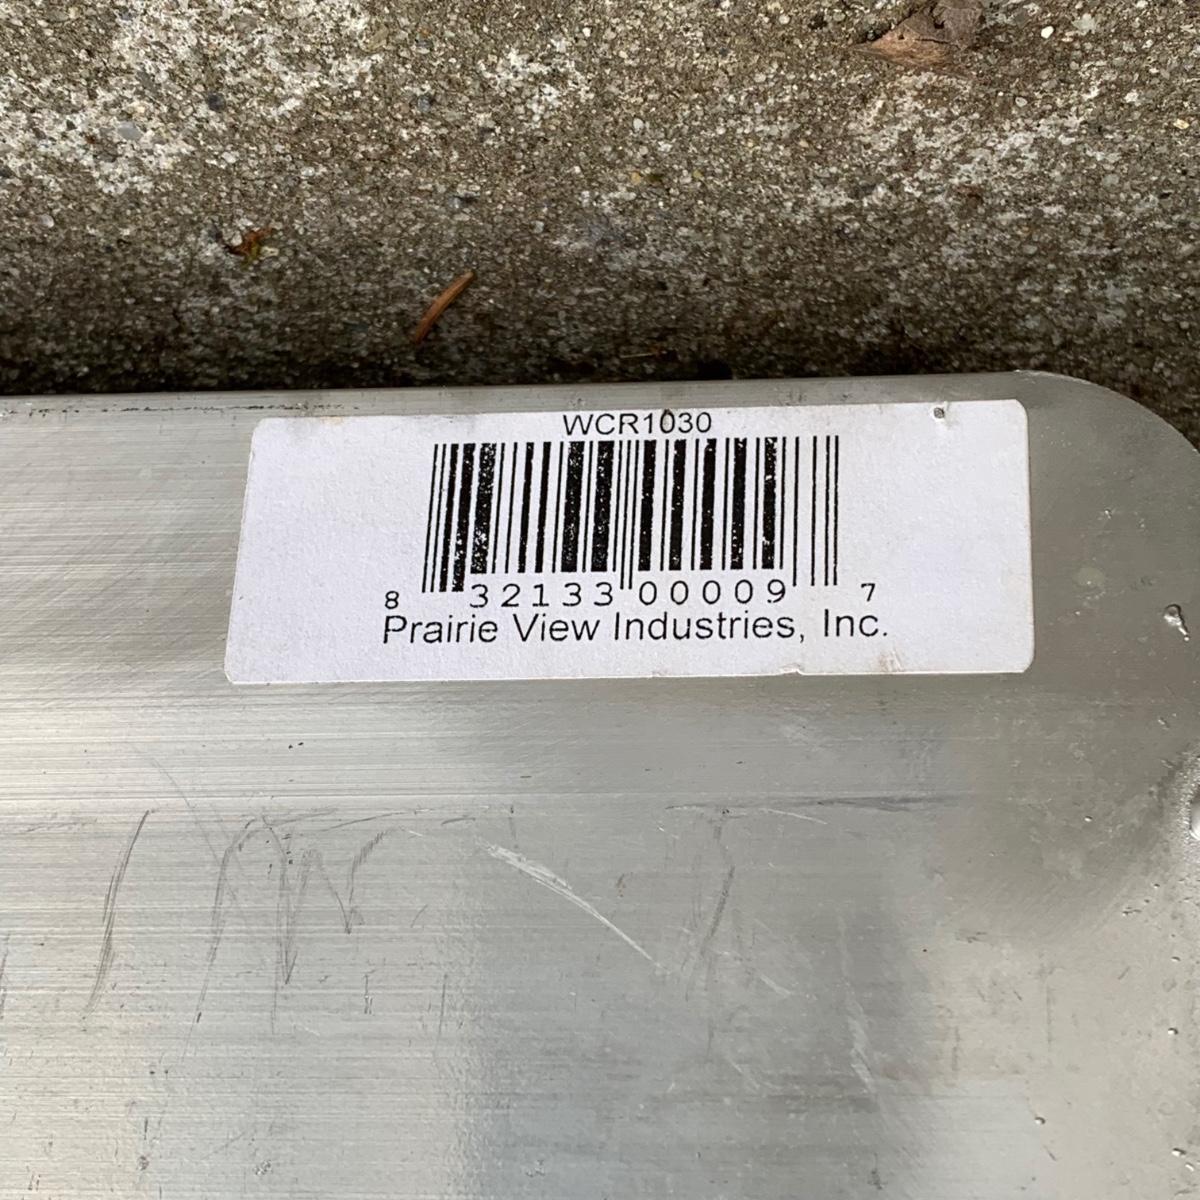 WCR1030
8 32133 00009 7
Prairie View Industries, Inc.